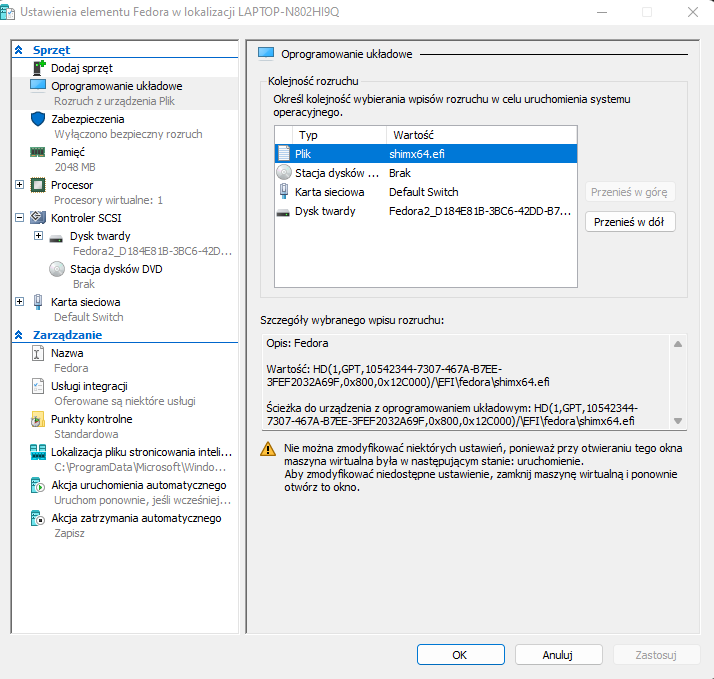 Ustawienia elementu Fedora w lokalizacji LAPTOP-N802HI9Q
Sprzęt
Dodaj sprzęt
Oprogramowanie układowe
Rozruch z urządzenia Plik
Zabezpieczenia
Wyłączono bezpieczny rozruch
Pamięć
2048 MB
Procesor
Procesory wirtualne: 1
Kontroler SCSI
Dysk twardy
Fedora2_D184E81B-3BC6-42D...
Stacja dysków DVD
Brak
Karta sieciowa
Default Switch
Zarządzanie
Nazwa
Fedora
Usługi integracji
Oferowane są niektóre usługi
Punkty kontrolne
Standardowa
Lokalizacja pliku stronicowania inteli...
C:\ProgramData\Microsoft\Windo...
Akcja uruchomienia automatycznego
Uruchom ponownie, jeśli wcześniej...
Akcja zatrzymania automatycznego
Zapisz
Oprogramowanie układowe
Kolejność rozruchu
Określ kolejność wybierania wpisów rozruchu w celu uruchomienia systemu
operacyjnego.
Typ Wartość
Plik shimx64.efi
Stacja dysków ... Brak
Karta sieciowa Default Switch
Dysk twardy Fedora2_D184E81B-3BC6-42DD-B7...
Przenieś w górę
Przenieś w dół
Szczegóły wybranego wpisu rozruchu:
Opis: Fedora
Wartość: HD(1,GPT,10542344-7307-467A-B7EE-
3FEF2032A69F,0x800,0x12C000)/\EFI\fedora\shimx64.efi
Ścieżka do urządzenia z oprogramowaniem układowym: HD(1,GPT,10542344-
7307-467A-B7EE-3FEF2032A69F,0x800,0x12C000)/\EFI\fedora\shimx64.efi
Nie można zmodyfikować niektórych ustawień, ponieważ przy otwieraniu tego okna
maszyna wirtualna była w następującym stanie: uruchomienie.
Aby zmodyfikować niedostępne ustawienie, zamknij maszynę wirtualną i ponownie
otwórz to okno.
OK
Anuluj
Zastosuj